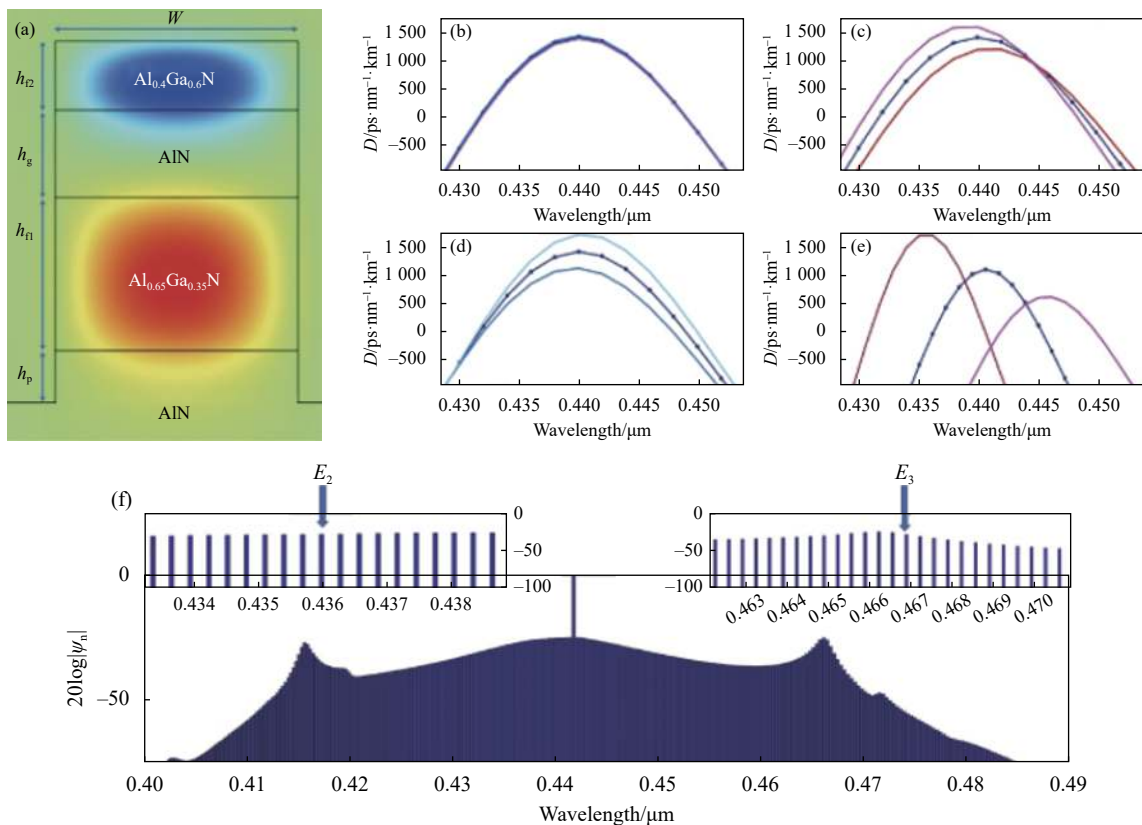 (a)
W
h_f2
Al_0.4Ga_0.6N
h_g
AlN
h_f1
Al_0.65Ga_0.35N
h_p
AlN
(b)
D/ps·nm⁻¹·km⁻¹
1 500
1 000
500
0
−500
0.430 0.435 0.440 0.445 0.450
Wavelength/μm
(c)
D/ps·nm⁻¹·km⁻¹
1 500
1 000
500
0
−500
0.430 0.435 0.440 0.445 0.450
Wavelength/μm
(d)
D/ps·nm⁻¹·km⁻¹
1 500
1 000
500
0
−500
0.430 0.435 0.440 0.445 0.450
Wavelength/μm
(e)
D/ps·nm⁻¹·km⁻¹
1 500
1 000
500
0
−500
0.430 0.435 0.440 0.445 0.450
Wavelength/μm
(f)
E_2
0
−50
−100
0.434 0.435 0.436 0.437 0.438
E_3
0
−50
−100
0.463 0.464 0.465 0.466 0.467 0.468 0.469 0.470
20log|ψ_n|
0
−50
0.40 0.41 0.42 0.43 0.44 0.45 0.46 0.47 0.48 0.49
Wavelength/μm